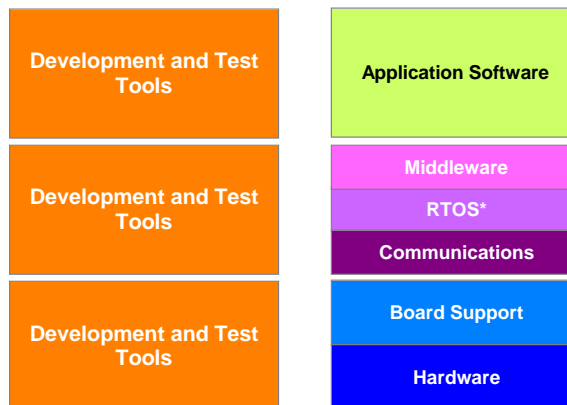 Development and Test
Tools
Application Software
Development and Test
Tools
Middleware
RTOS*
Communications
Development and Test
Tools
Board Support
Hardware